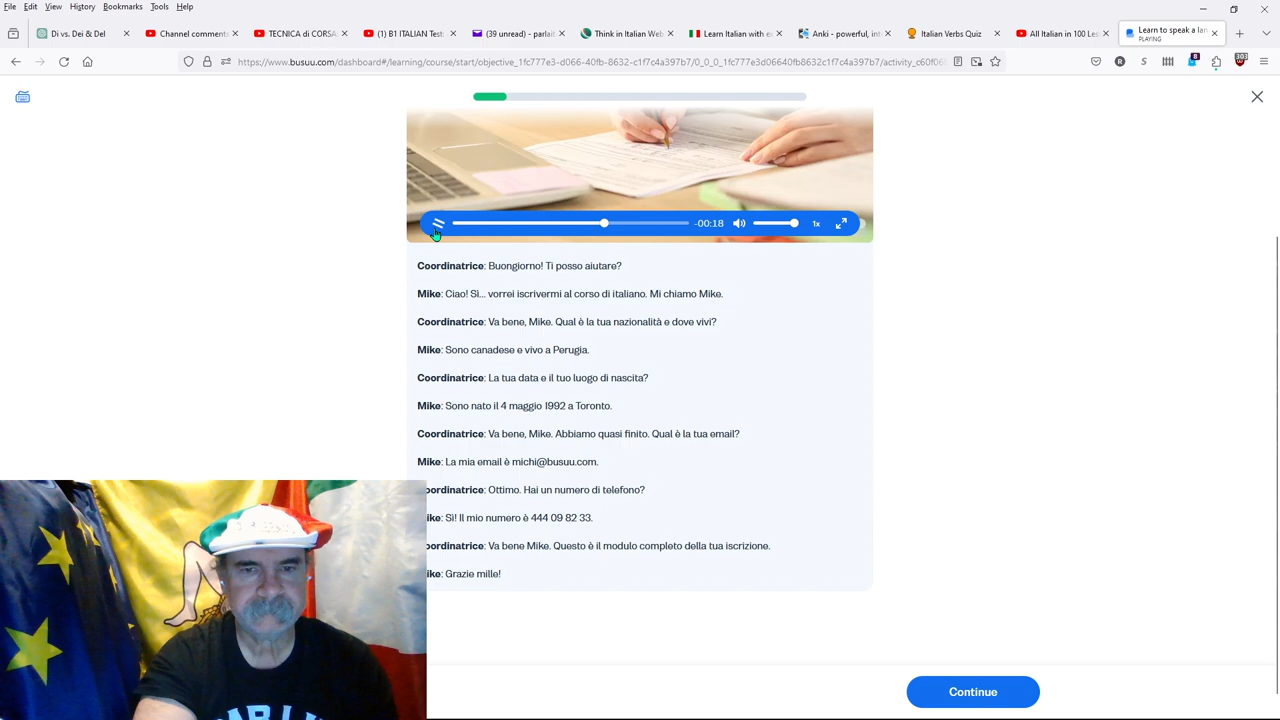 File Edit View History Bookmarks Tools Help
Di vs. Dei & Del
Channel comments
TECNICA di CORSA
(1) B1 ITALIAN Test
(39 unread) - parlait
Think in Italian Web
Learn Italian with
Anki - powerful, int
Italian Verbs Quiz
All Italian in 100 Les
Learn to speak a lan
PLAYING
https://www.busuu.com/dashboard#/learning/course/start/objective_1fc777e3-d066-40fb-8632-c1f7c4a397b7/0_0_0_1fc777e3d06640fb8632c1f7c4a397b7/activity_c60f06
-00:18
1x
Coordinatrice: Buongiorno! Ti posso aiutare?
Mike: Ciao! Sì... vorrei iscrivermi al corso di italiano. Mi chiamo Mike.
Coordinatrice: Va bene, Mike. Qual è la tua nazionalità e dove vivi?
Mike: Sono canadese e vivo a Perugia.
Coordinatrice: La tua data e il tuo luogo di nascita?
Mike: Sono nato il 4 maggio 1992 a Toronto.
Coordinatrice: Va bene, Mike. Abbiamo quasi finito. Qual è la tua email?
Mike: La mia email è michi@busuu.com.
oordinatrice: Ottimo. Hai un numero di telefono?
ike: Sì! Il mio numero è 444 09 82 33.
oordinatrice: Va bene Mike. Questo è il modulo completo della tua iscrizione.
ike: Grazie mille!
Continue